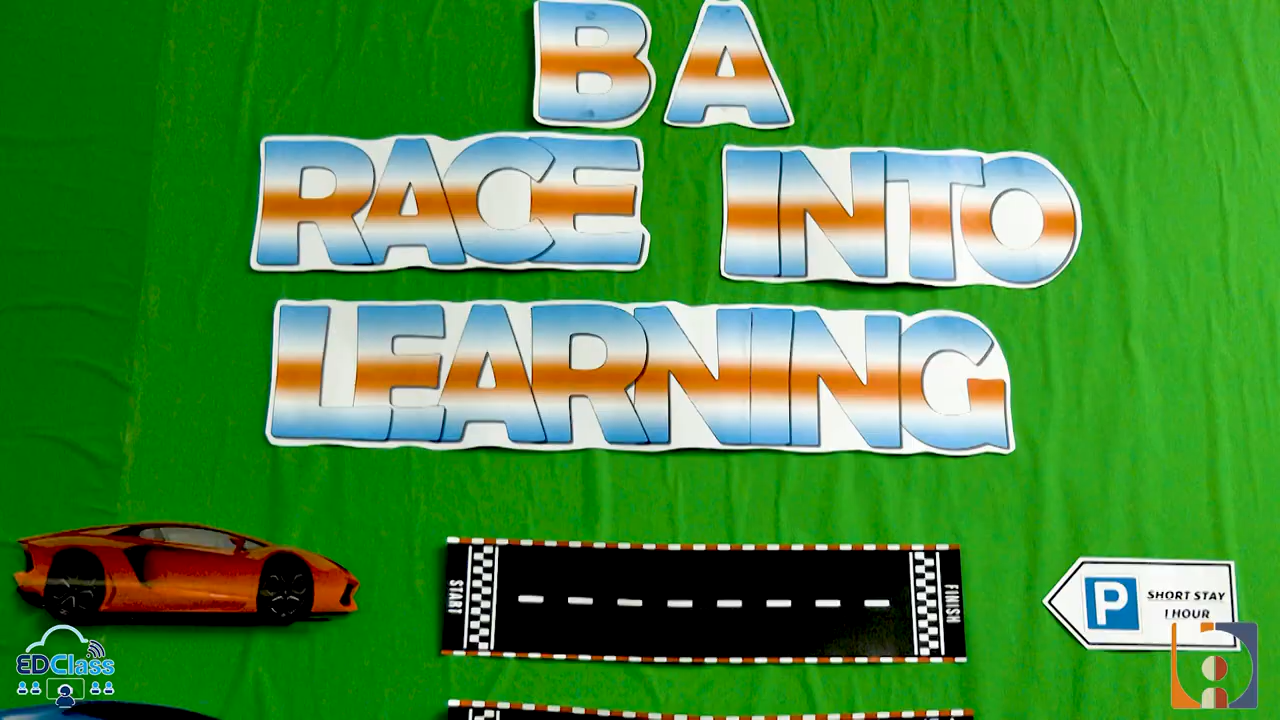 B A
RACE INTO
LEARNING
START
FINISH
P
SHORT STAY
1 HOUR
EDClass